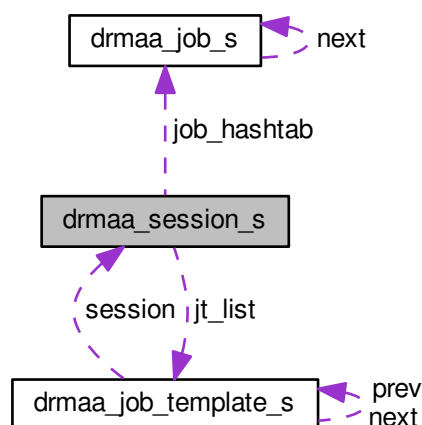 drmaa_job_s
next
job_hashtab
drmaa_session_s
session
jt_list
drmaa_job_template_s
prev
next